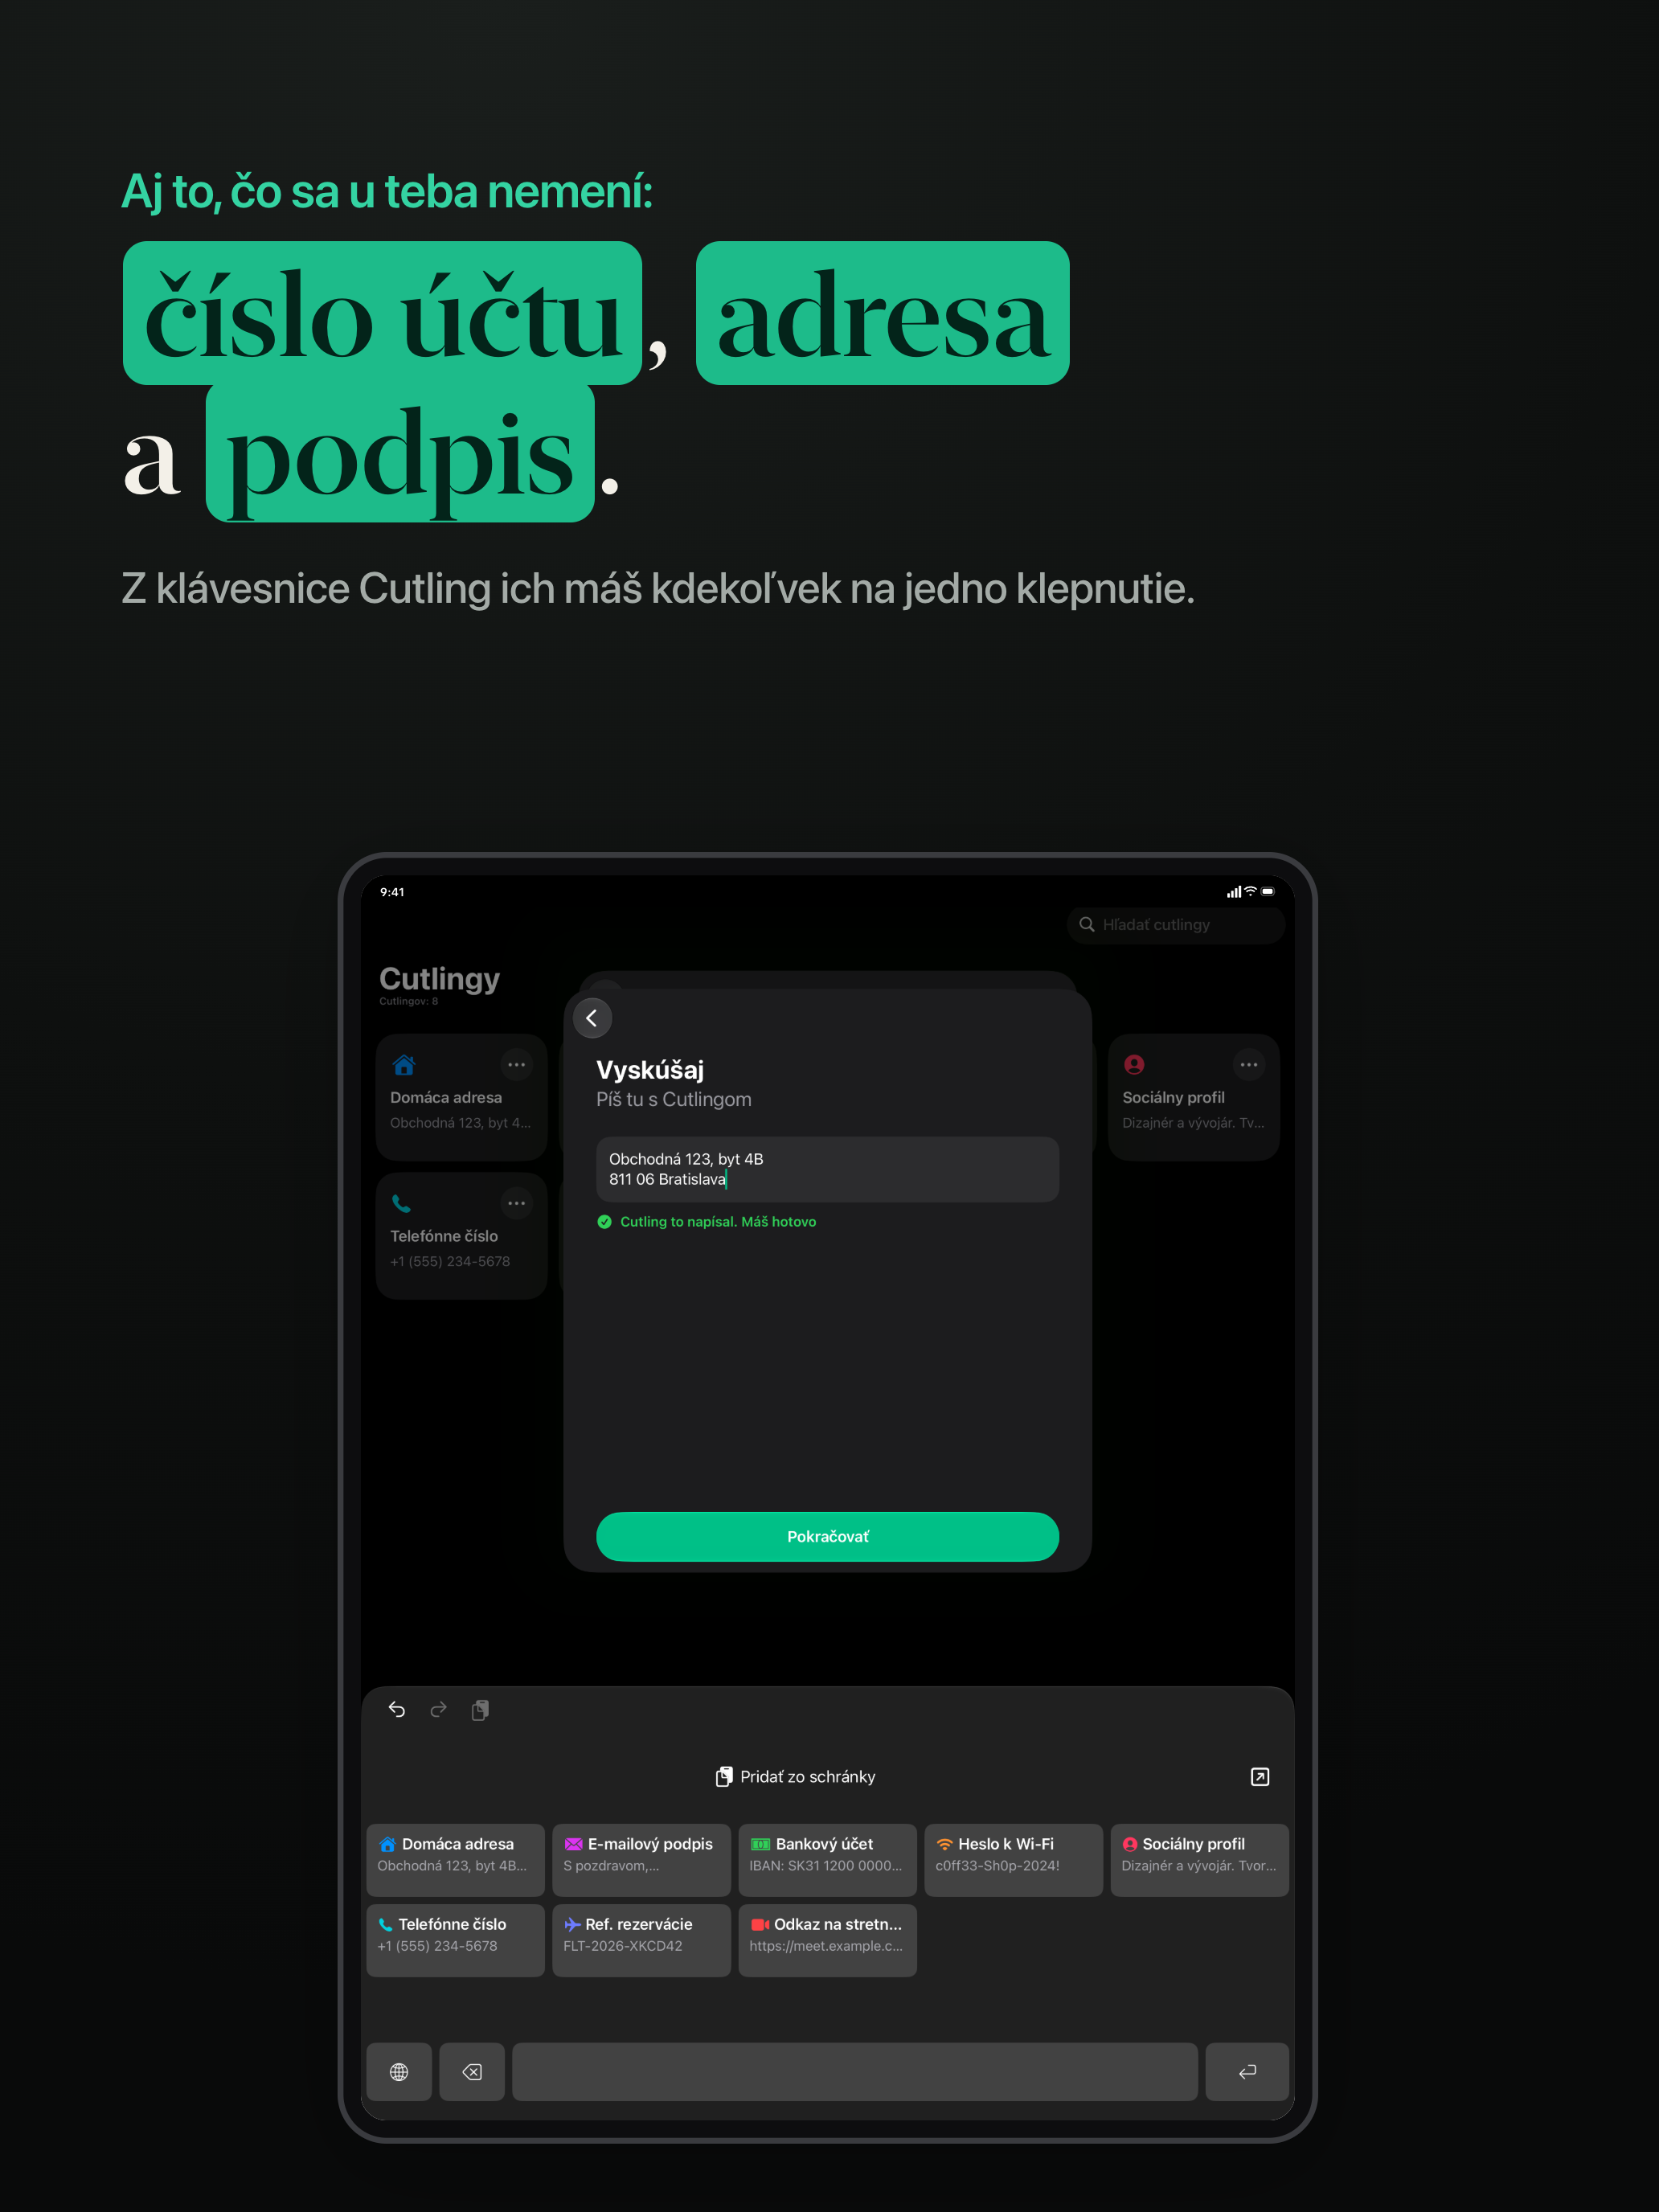 Aj to, čo sa u teba nemení:
číslo účtu, adresa
a podpis.
Z klávesnice Cutling ich máš kdekoľvek na jedno klepnutie.
9:41
Hľadať cutlingy
Cutlingy
Cutlingov: 8
Domáca adresa
Obchodná 123, byt 4...
Sociálny profil
Dizajnér a vývojár. Tv...
Telefónne číslo
+1 (555) 234-5678
Vyskúšaj
Píš tu s Cutlingom
Obchodná 123, byt 4B
811 06 Bratislava
Cutling to napísal. Máš hotovo
Pokračovať
Pridať zo schránky
Domáca adresa
Obchodná 123, byt 4B...
E-mailový podpis
S pozdravom,...
Bankový účet
IBAN: SK31 1200 0000...
Heslo k Wi-Fi
c0ff33-Sh0p-2024!
Sociálny profil
Dizajnér a vývojár. Tvor...
Telefónne číslo
+1 (555) 234-5678
Ref. rezervácie
FLT-2026-XKCD42
Odkaz na stretn...
https://meet.example.c...